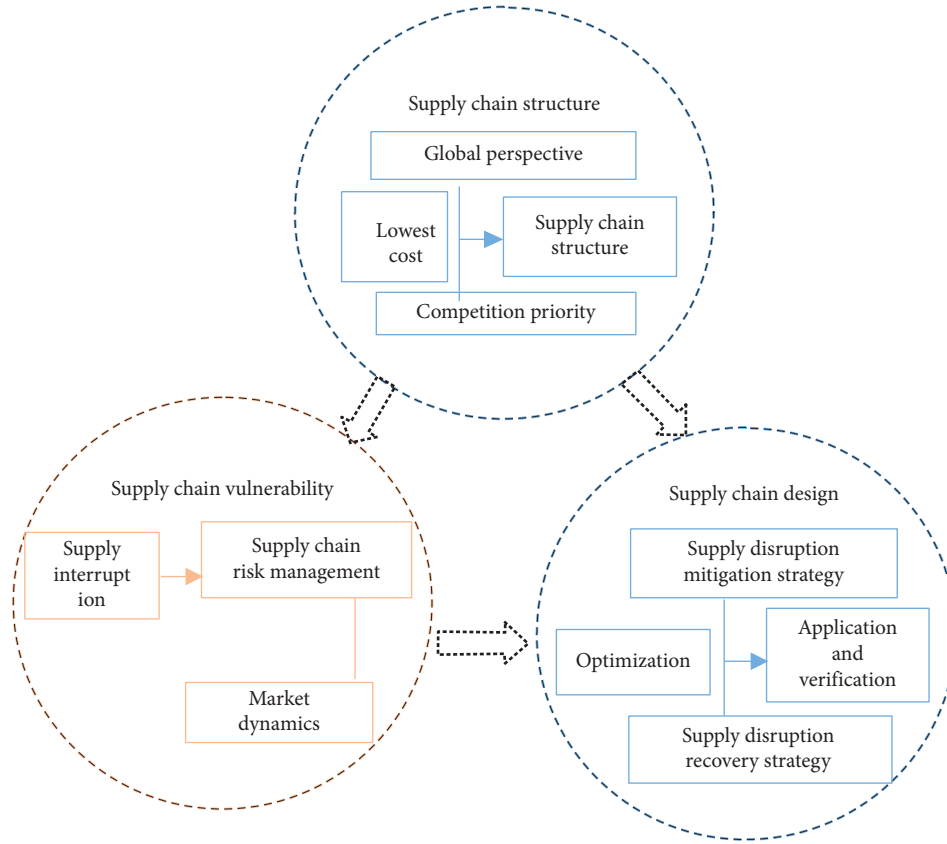 Supply chain structure
Global perspective
Lowest
cost
Supply chain
structure
Competition priority
Supply chain vulnerability
Supply
interrupt
ion
Supply chain
risk management
Market
dynamics
Supply chain design
Supply disruption
mitigation strategy
Optimization
Application
and
verification
Supply disruption
recovery strategy